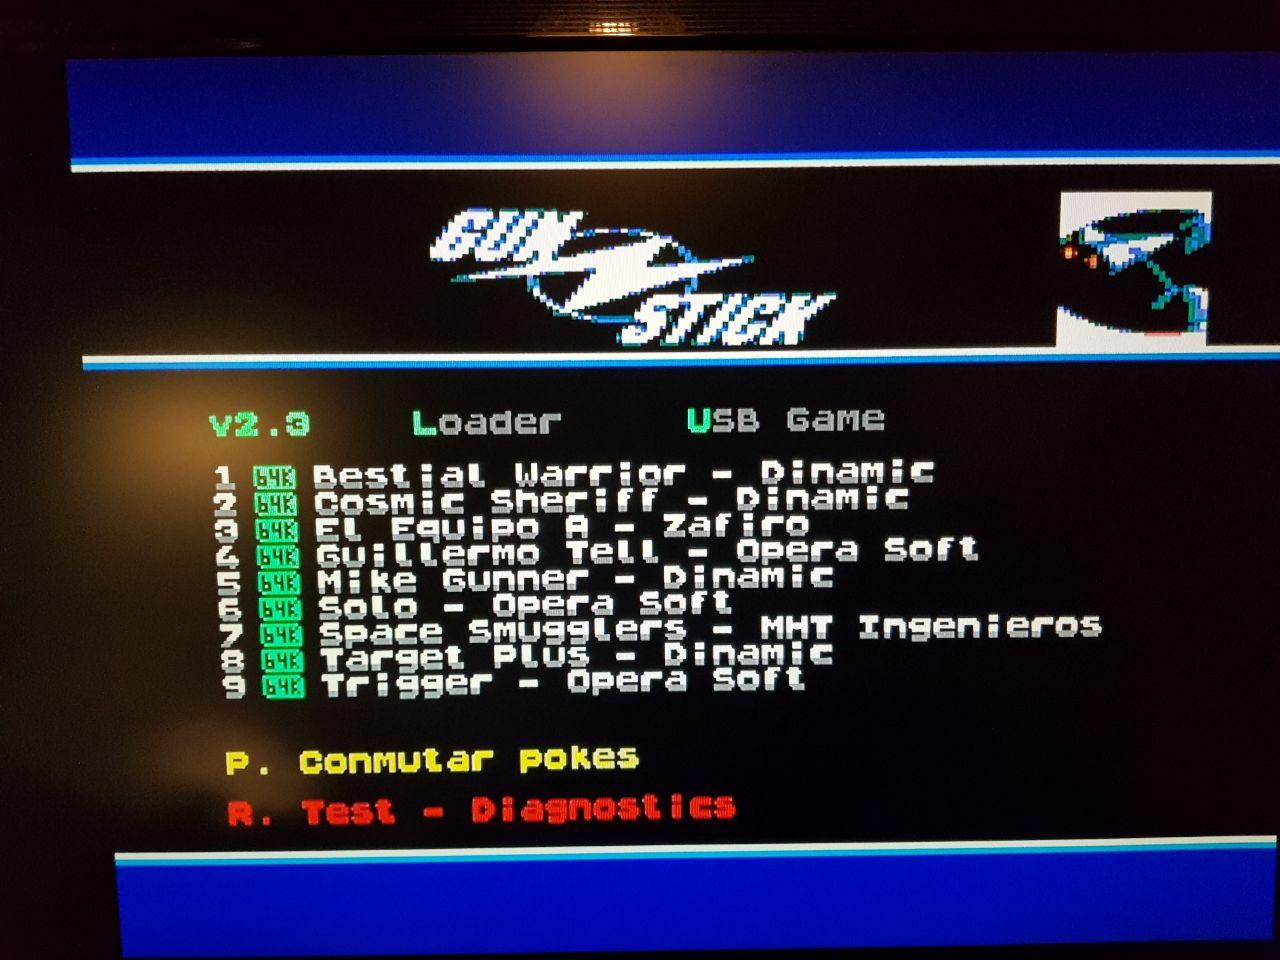 GUN
STICK
v2.3 Loader USB Game
1 64K Bestial Warrior - Dinamic
2 64K Cosmic Sheriff - Dinamic
3 64K El Equipo A - Zafiro
4 64K Guillermo Tell - Opera Soft
5 64K Mike Gunner - Dinamic
6 64K Solo - Opera Soft
7 64K Space Smugglers - MHT Ingenieros
8 64K Target Plus - Dinamic
9 64K Trigger - Opera Soft
P. Conmutar pokes
R. Test - Diagnostics